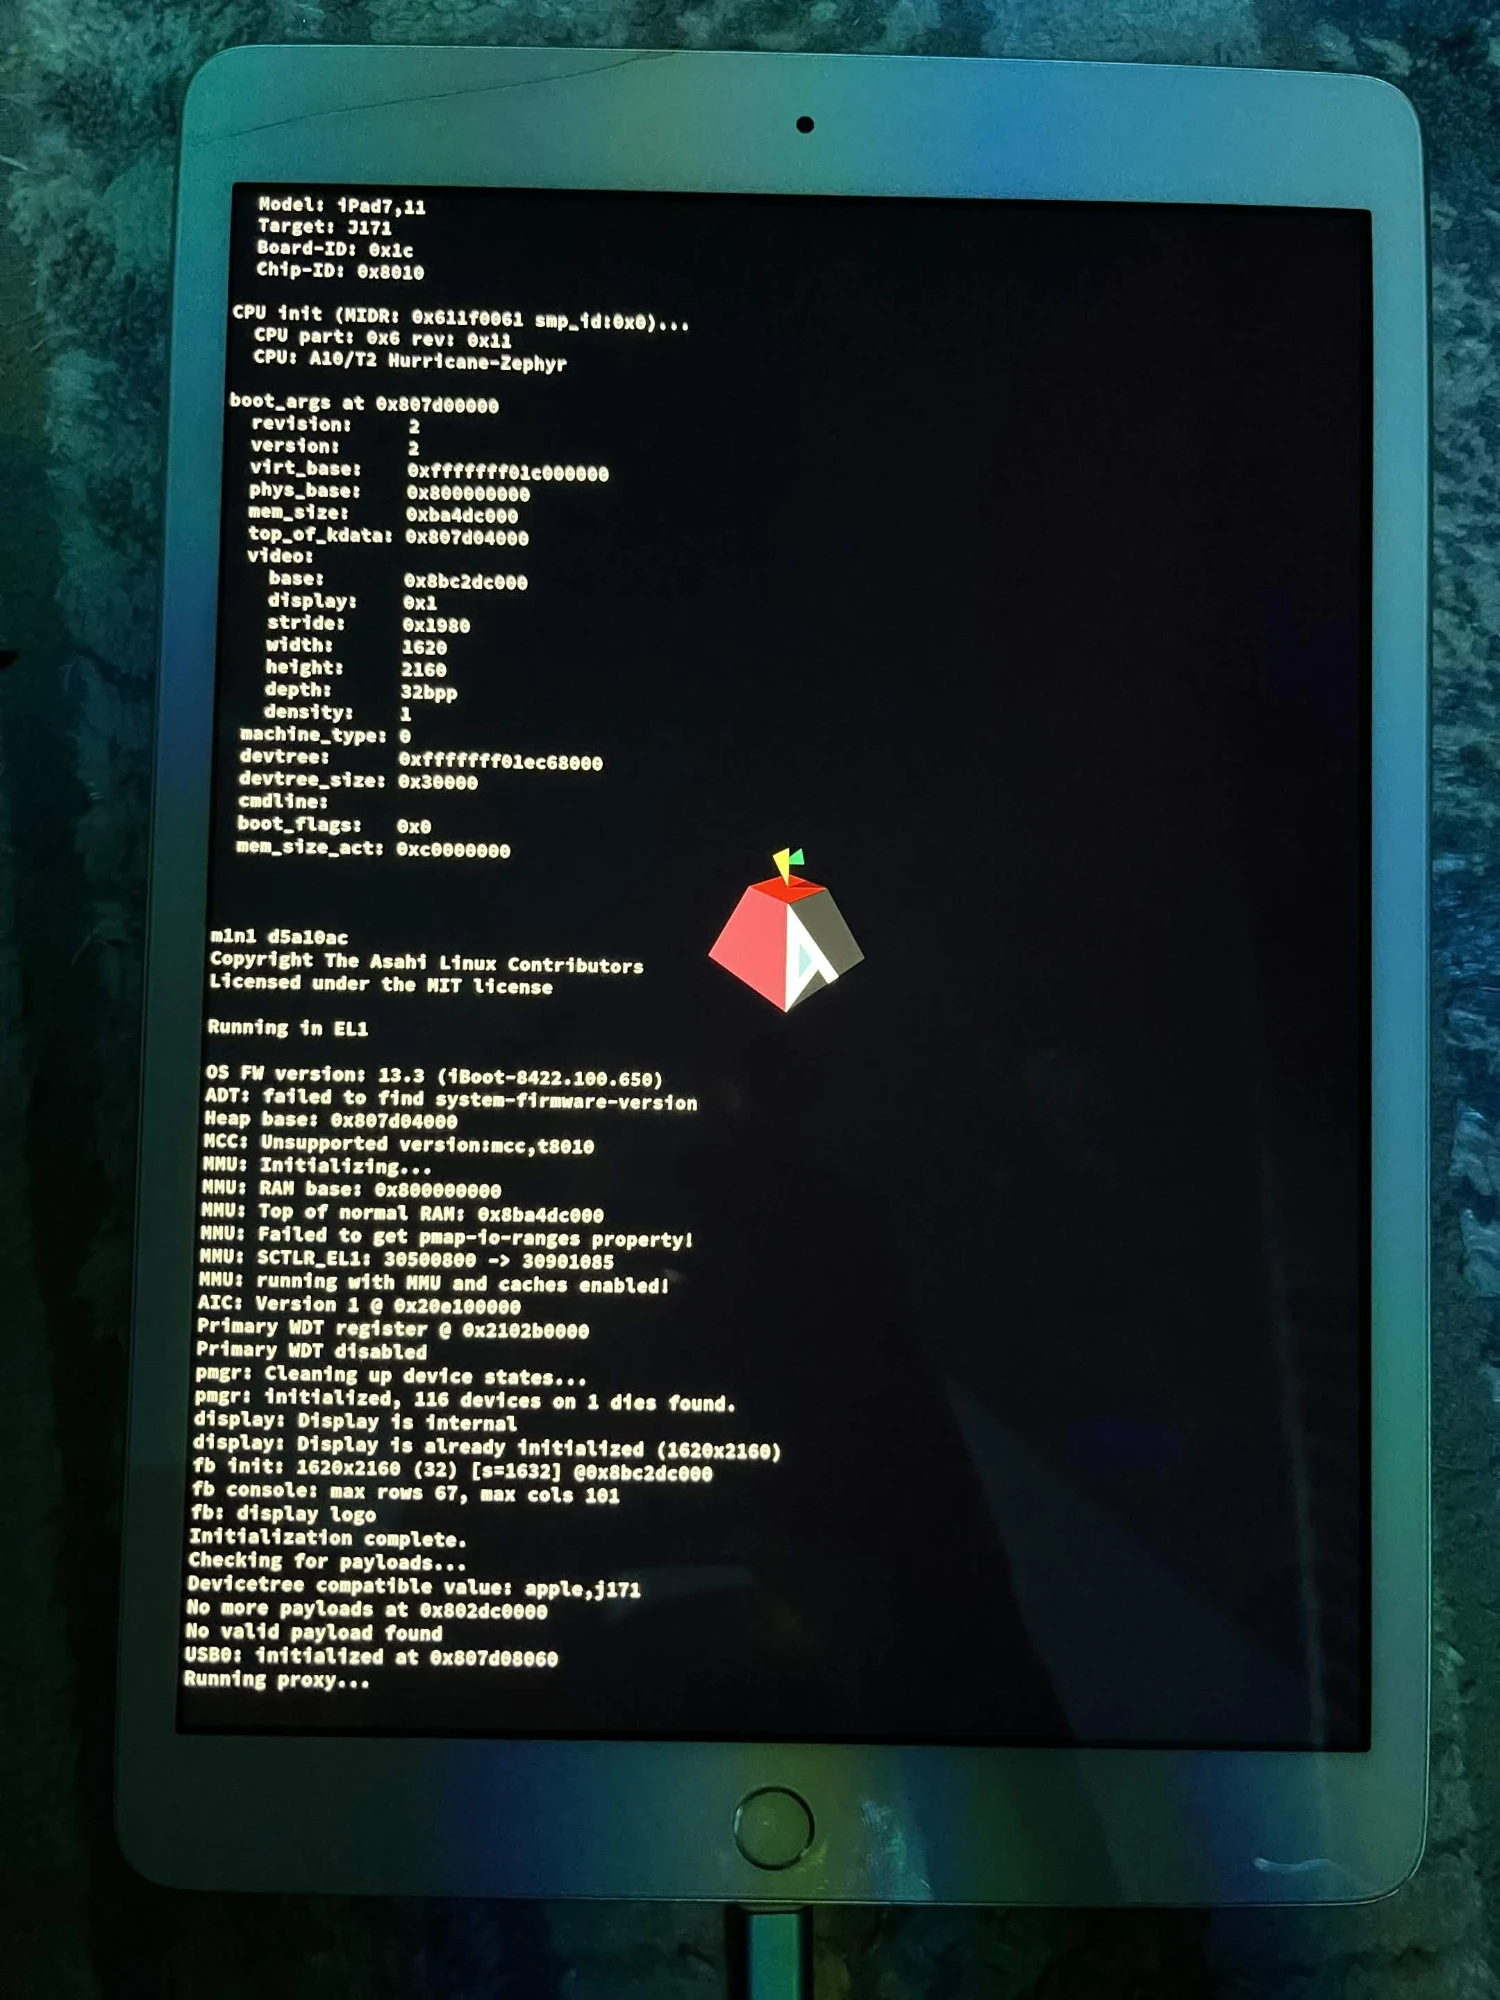 Model: iPad7,11
Target: J171
Board-ID: 0x1c
Chip-ID: 0x8010
CPU init (MIDR: 0x611f0061 smp_id:0x0)...
CPU part: 0x6 rev: 0x11
CPU: A10/T2 Hurricane-Zephyr
boot_args at 0x807d00000
revision: 2
version: 2
virt_base: 0xfffffff01c000000
phys_base: 0x800000000
mem_size: 0xba4dc000
top_of_kdata: 0x807d04000
video:
base: 0x8bc2dc000
display: 0x1
stride: 0x1980
width: 1620
height: 2160
depth: 32bpp
density: 1
machine_type: 0
devtree: 0xfffffff01ec68000
devtree_size: 0x30000
cmdline:
boot_flags: 0x0
mem_size_act: 0xc0000000
m1n1 d5a10ac
Copyright The Asahi Linux Contributors
Licensed under the MIT license
Running in EL1
OS FW version: 13.3 (iBoot-8422.100.650)
ADT: failed to find system-firmware-version
Heap base: 0x807d04000
MCC: Unsupported version:mcc,t8010
MMU: Initializing...
MMU: RAM base: 0x800000000
MMU: Top of normal RAM: 0x8ba4dc000
MMU: Failed to get pmap-io-ranges property!
MMU: SCTLR_EL1: 30500800 -> 30901085
MMU: running with MMU and caches enabled!
AIC: Version 1 @ 0x20e100000
Primary WDT register @ 0x2102b0000
Primary WDT disabled
pmgr: Cleaning up device states...
pmgr: initialized, 116 devices on 1 dies found.
display: Display is internal
display: Display is already initialized (1620x2160)
fb init: 1620x2160 (32) [s=1632] @0x8bc2dc000
fb console: max rows 67, max cols 101
fb: display logo
Initialization complete.
Checking for payloads...
Devicetree compatible value: apple,j171
No more payloads at 0x802dc0000
No valid payload found
USB0: initialized at 0x807d08060
Running proxy...